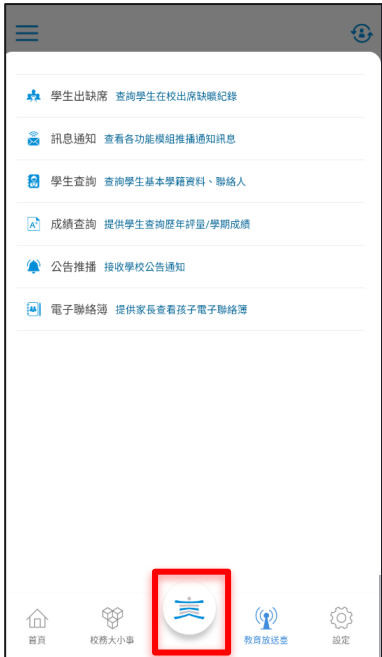 學生出缺席 查詢學生在校出席缺曠紀錄
訊息通知 查看各功能模組推播通知訊息
學生查詢 查詢學生基本學籍資料、聯絡人
A+ 成績查詢 提供學生查詢歷年評量/學期成績
公告推播 接收學校公告通知
電子聯絡簿 提供家長查看孩子電子聯絡簿
首頁 校務大小事 教育放送臺 設定